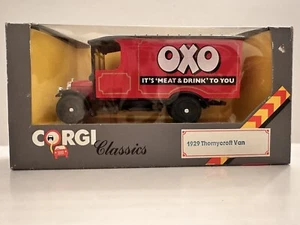 OXO
IT'S 'MEAT & DRINK' TO YOU
CORGI
Classics
1929 Thornycroft Van